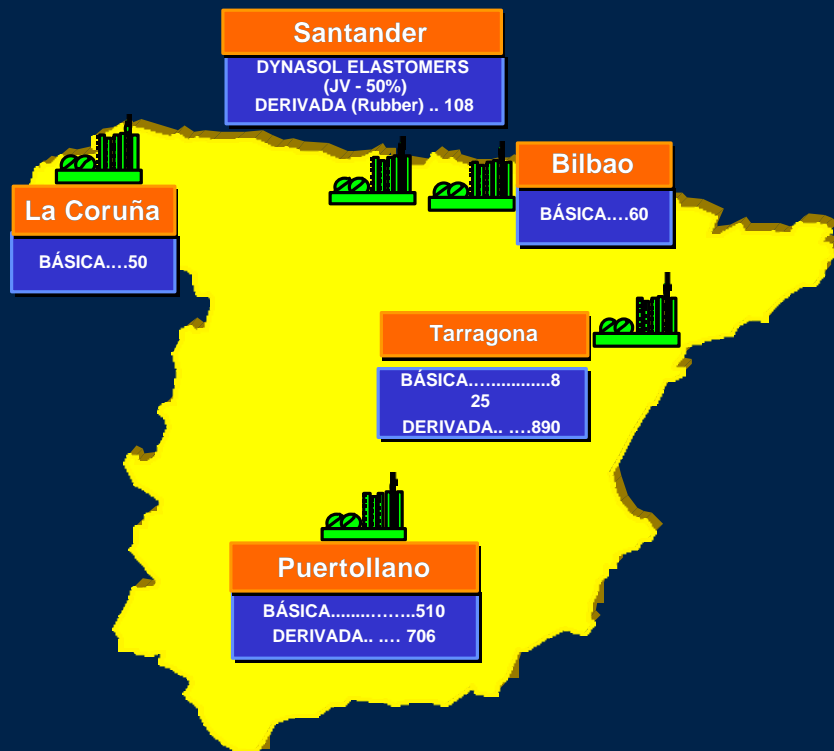 Santander
DYNASOL ELASTOMERS
(JV - 50%)
DERIVADA (Rubber) .. 108
Bilbao
BÁSICA....60
La Coruña
BÁSICA....50
Tarragona
BÁSICA.................8
25
DERIVADA.. ....890
Puertollano
BÁSICA................510
DERIVADA.. .... 706